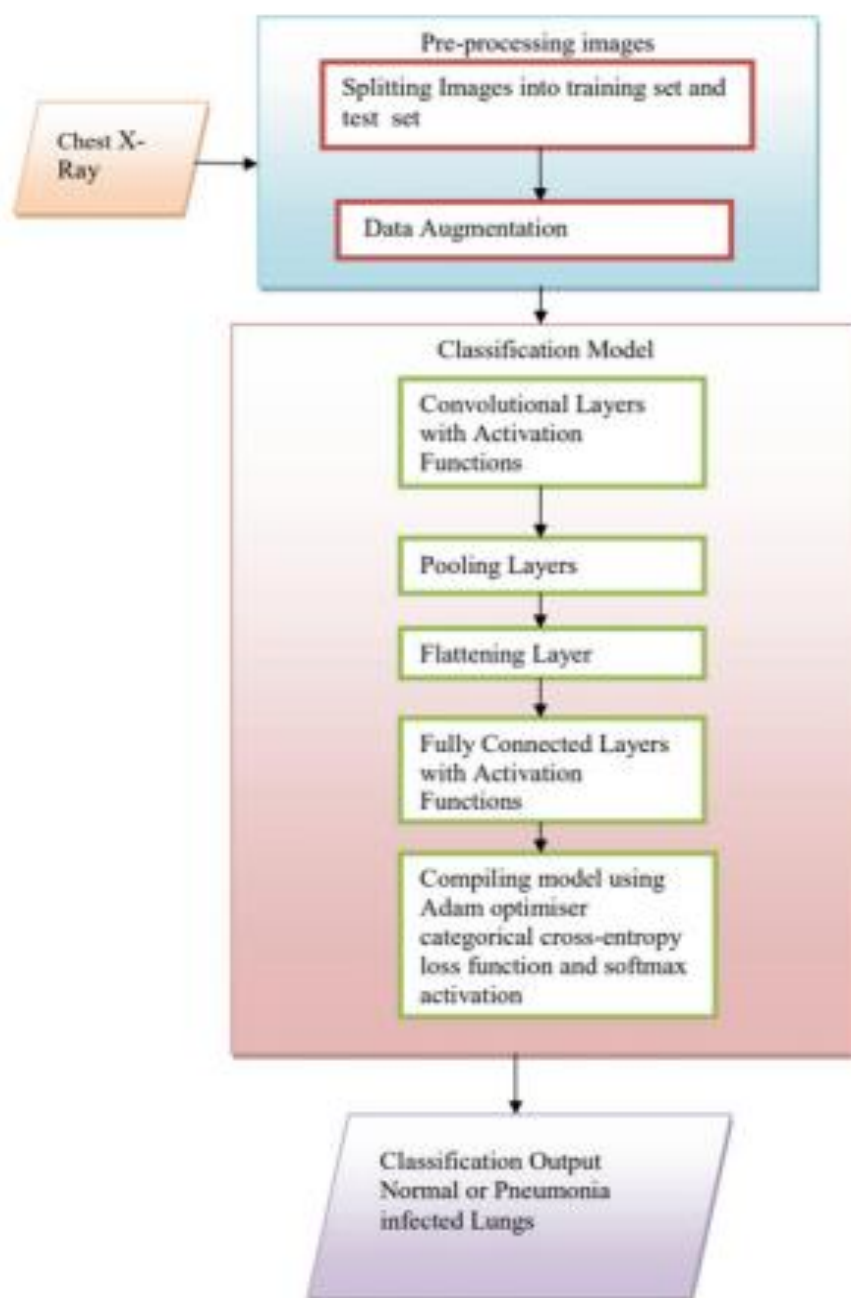 Pre-processing images
Splitting Images into training set and
test set
Chest X-
Ray
Data Augmentation
Classification Model
Convolutional Layers
with Activation
Functions
Pooling Layers
Flattening Layer
Fully Connected Layers
with Activation
Functions
Compiling model using
Adam optimiser
categorical cross-entropy
loss function and softmax
activation
Classification Output
Normal or Pneumonia
infected Lungs